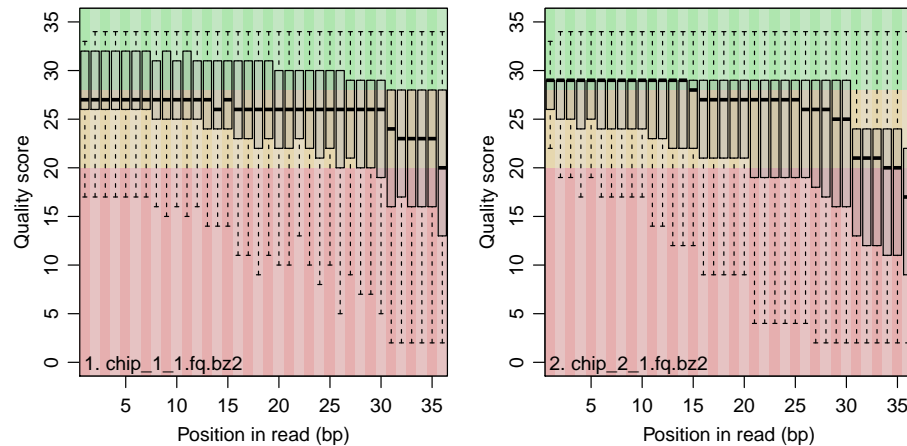 35
30
25
20
15
10
5
0
Quality score
1. chip_1_1.fq.bz2
5 10 15 20 25 30 35
Position in read (bp)
35
30
25
20
15
10
5
0
Quality score
2. chip_2_1.fq.bz2
5 10 15 20 25 30 35
Position in read (bp)